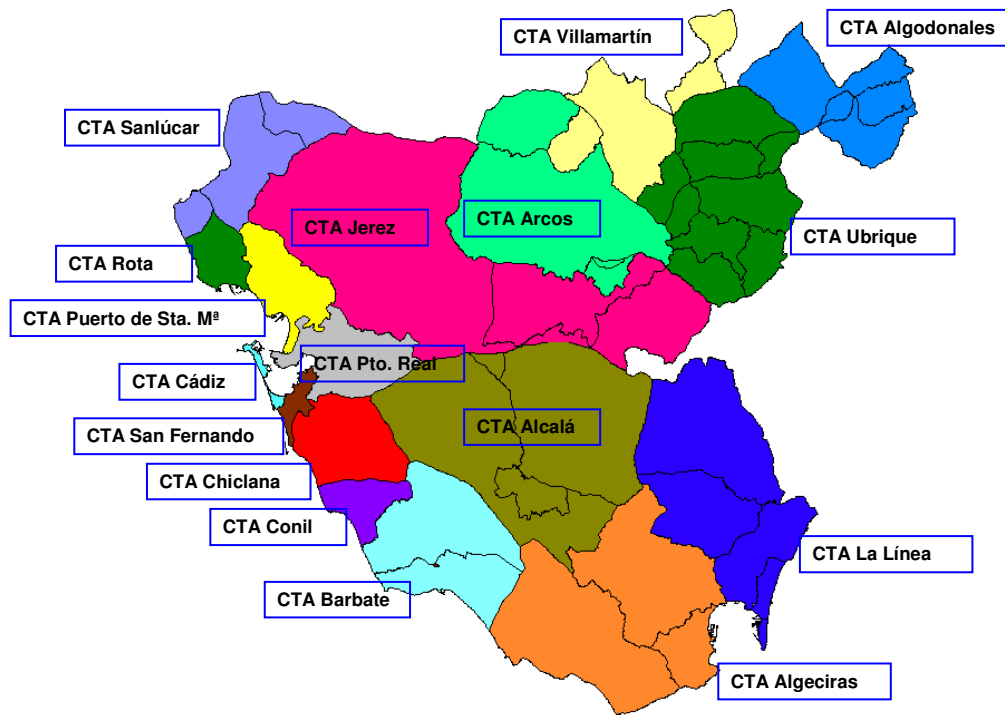 CTA Villamartín
CTA Algodonales
CTA Sanlúcar
CTA Jerez
CTA Arcos
CTA Ubrique
CTA Rota
CTA Puerto de Sta. Mª
CTA Pto. Real
CTA Cádiz
CTA San Fernando
CTA Alcalá
CTA Chiclana
CTA Conil
CTA La Línea
CTA Barbate
CTA Algeciras